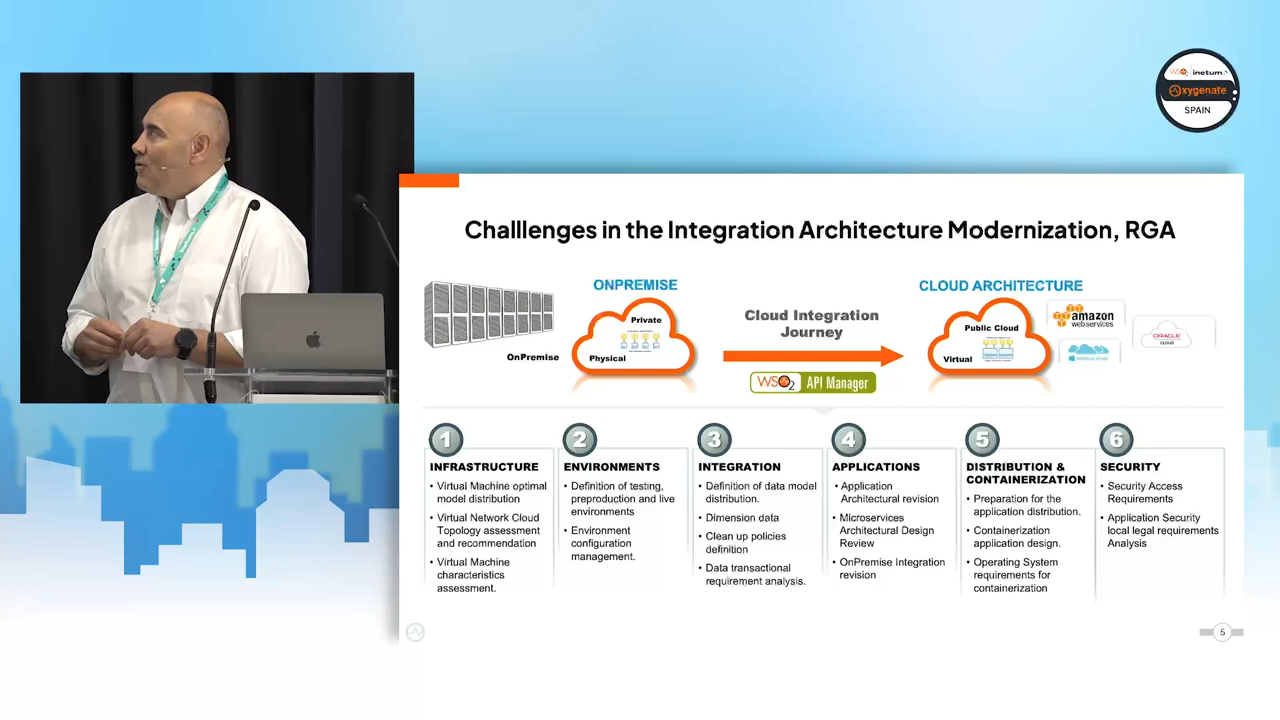 WSO2 inetum.
Oxygenate
SPAIN
Challlenges in the Integration Architecture Modernization, RGA
ONPREMISE
CLOUD ARCHITECTURE
OnPremise
Private
Physical
Cloud Integration
Journey
WSO2 API Manager
Public Cloud
Virtual
amazon
web services
ORACLE
CLOUD
1
INFRASTRUCTURE
• Virtual Machine optimal
model distribution
• Virtual Network Cloud
Topology assessment
and recommendation
• Virtual Machine
characteristics
assessment.
2
ENVIRONMENTS
• Definition of testing,
preproduction and live
environments
• Environment
configuration
management.
3
INTEGRATION
• Definition of data model
distribution.
• Dimension data
• Clean up policies
definition
• Data transactional
requirement analysis.
4
APPLICATIONS
• Application
Architectural revision
• Microservices
Architectural Design
Review
• OnPremise Integration
revision
5
DISTRIBUTION &
CONTAINERIZATION
• Preparation for the
application distribution.
• Containerization
application design.
• Operating System
requirements for
containerization
6
SECURITY
• Security Access
Requirements
• Application Security
local legal requirements
Analysis
5